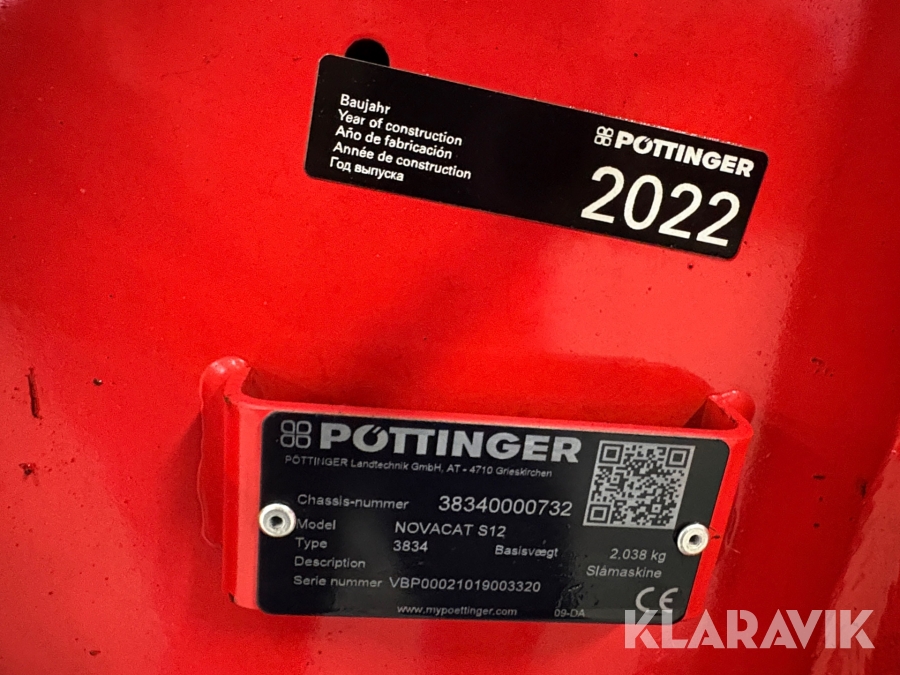 Baujahr
Year of construction
Año de fabricación
Année de construction
Год выпуска
PÖTTINGER
2022
PÖTTINGER
PÖTTINGER Landtechnik GmbH, AT - 4710 Grieskirchen
Chassis-nummer 38340000732
Model NOVACAT S12
Type 3834 Basisvægt 2.038 kg
Description Slåmaskine
Serie nummer VBP00021019003320
www.mypoettinger.com 09-DA
CE
KLARAVIK